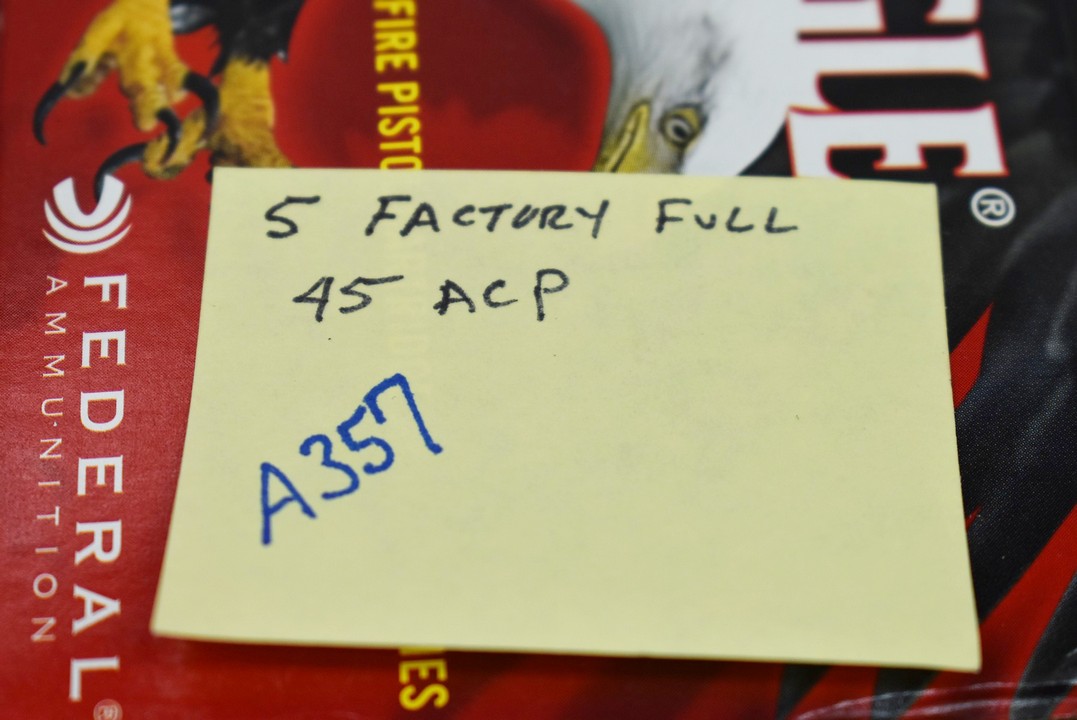 5 FACTORY FULL
45 ACP
A357
FEDERAL®
AMMUNITION
®